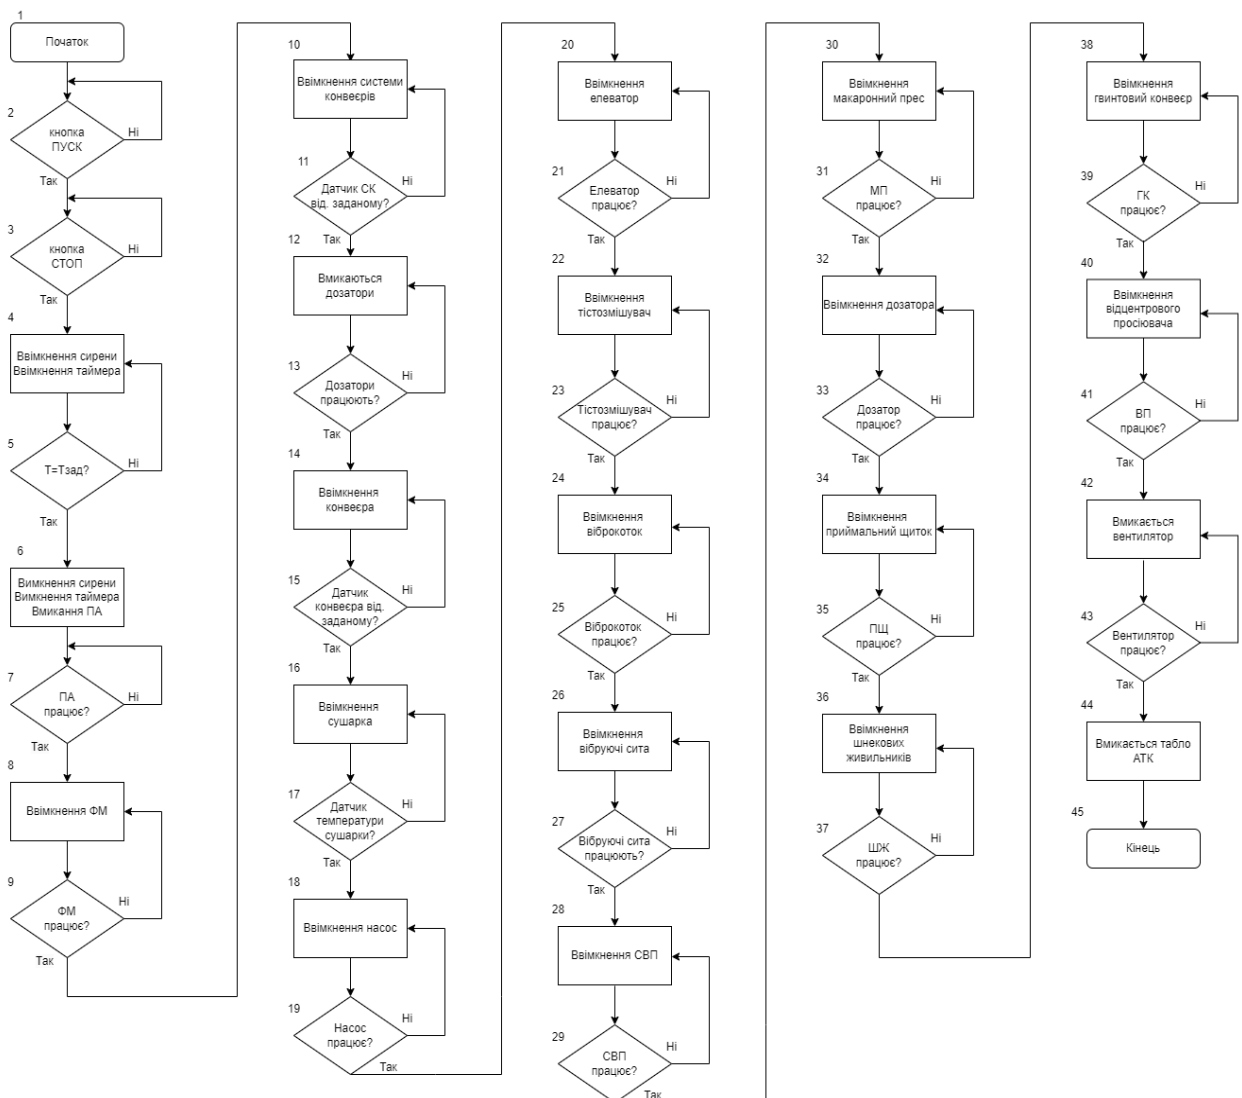 1
Початок
2
кнопка
ПУСК
Ні
Так
3
кнопка
СТОП
Ні
Так
4
Ввімкнення сирени
Ввімкнення таймера
5
Т=Тзад?
Ні
Так
6
Вимкнення сирени
Вимкнення таймера
Вмикання ПА
7
ПА
працює?
Ні
Так
8
Ввімкнення ФМ
9
ФМ
працює?
Ні
Так
10
Ввімкнення системи
конвеєрів
11
Датчик СК
від. заданому?
Ні
Так
12
Вмикаються
дозатори
13
Дозатори
працюють?
Ні
Так
14
Ввімкнення
конвеєра
15
Датчик
конвеєра від.
заданому?
Ні
Так
16
Ввімкнення
сушарка
17
Датчик
температури
сушарки?
Ні
Так
18
Ввімкнення насос
19
Насос
працює?
Ні
Так
20
Ввімкнення
елеватор
21
Елеватор
працює?
Ні
Так
22
Ввімкнення
тістозмішувач
23
Тістозмішувач
працює?
Ні
Так
24
Ввімкнення
віброкоток
25
Віброкоток
працює?
Ні
Так
26
Ввімкнення
вібруючі сита
27
Вібруючі сита
працюють?
Ні
Так
28
Ввімкнення СВП
29
СВП
працює?
Ні
Так
30
Ввімкнення
макаронний прес
31
МП
працює?
Ні
Так
32
Ввімкнення дозатора
33
Дозатор
працює?
Ні
Так
34
Ввімкнення
приймальний щиток
35
ПЩ
працює?
Ні
Так
36
Ввімкнення
шнекових
живильників
37
ШЖ
працює?
Ні
38
Ввімкнення
гвинтовий конвеєр
39
ГК
працює?
Ні
Так
40
Ввімкнення
відцентрового
просіювача
41
ВП
працює?
Ні
Так
42
Вмикається
вентилятор
43
Вентилятор
працює?
Ні
Так
44
Вмикається табло
АТК
45
Кінець